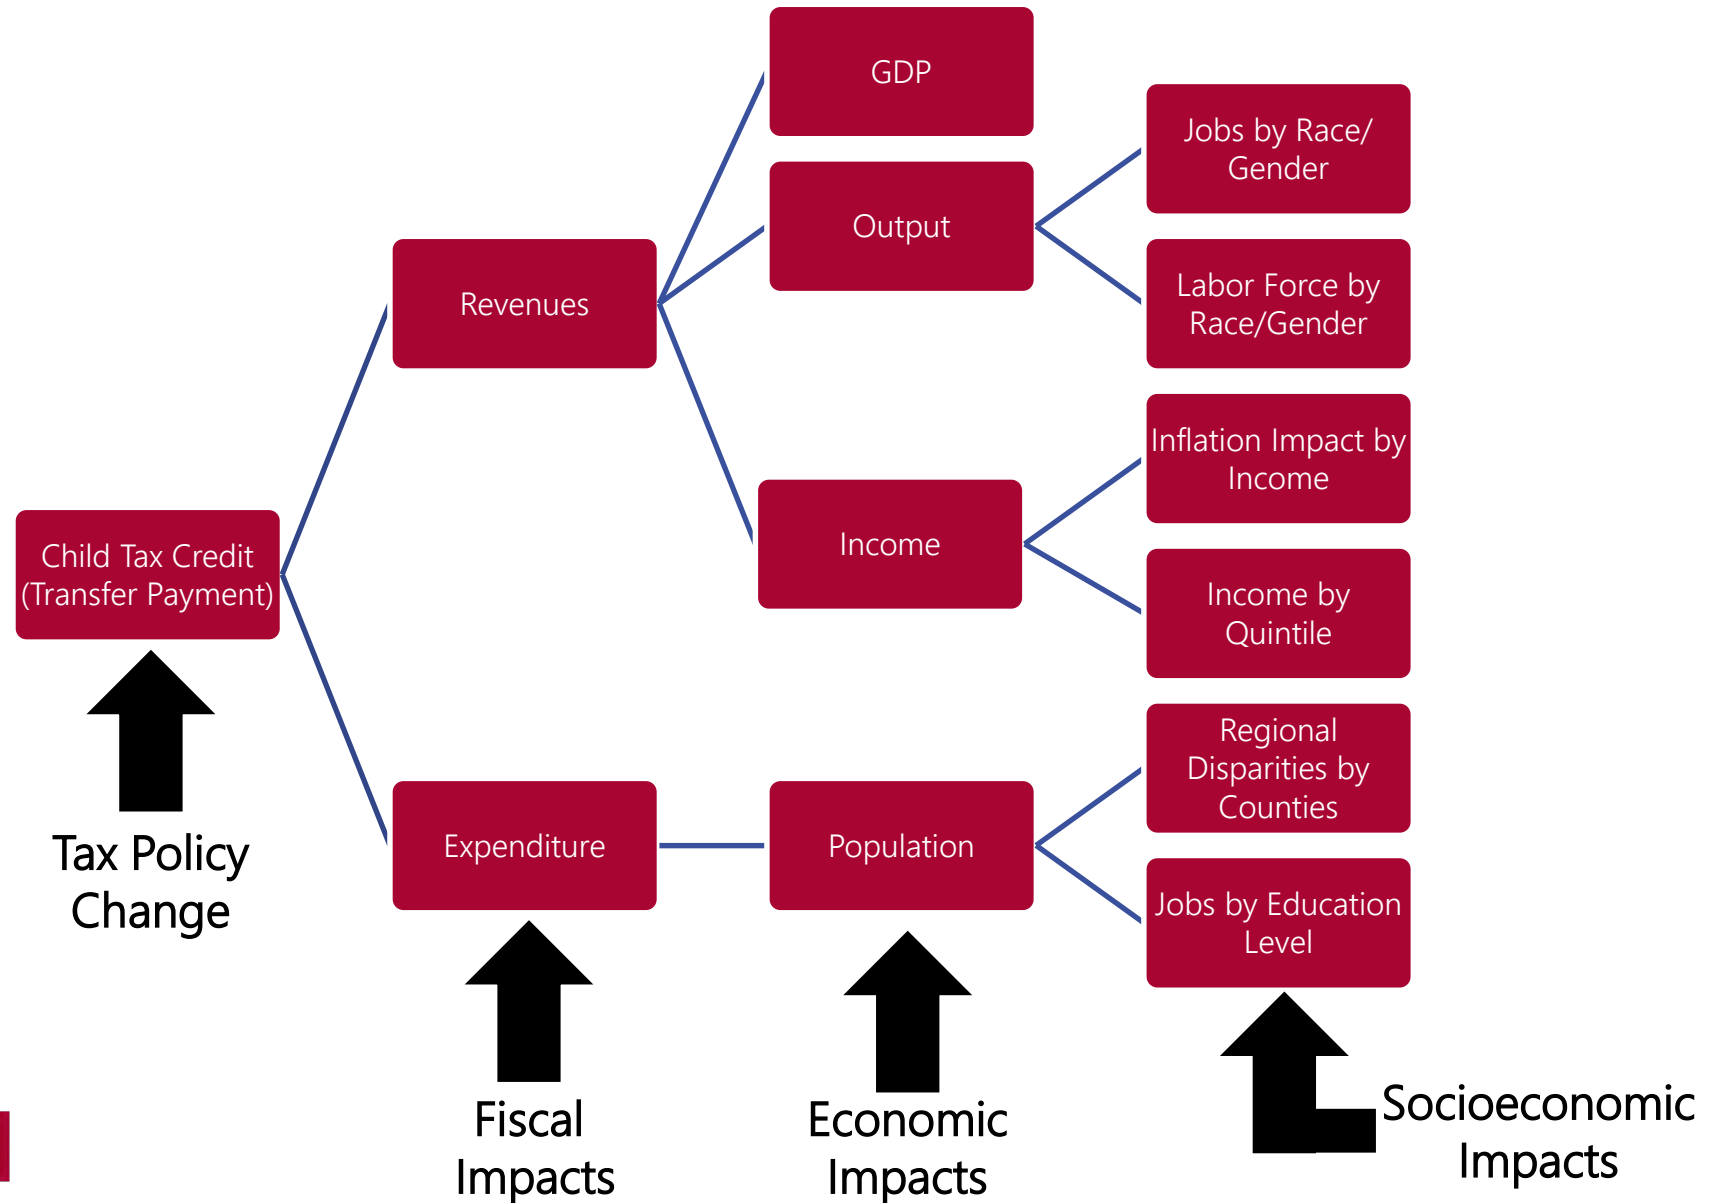 GDP
Jobs by Race/
Gender
Output
Revenues
Labor Force by
Race/Gender
Inflation Impact by
Income
Income
Child Tax Credit
(Transfer Payment)
Income by
Quintile
Regional
Disparities by
Counties
Expenditure
Population
Jobs by Education
Level
Tax Policy
Change
Fiscal
Impacts
Economic
Impacts
Socioeconomic
Impacts